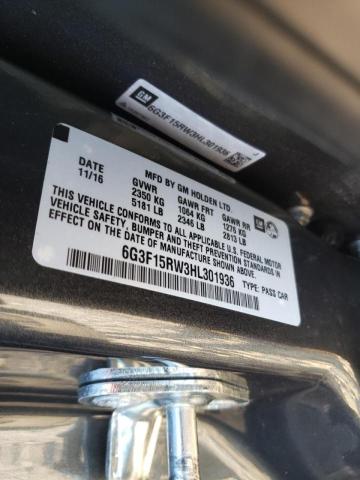 GM
6G3F15RW3HL301936
DATE MFD BY GM HOLDEN LTD.
11/16 GVWR GAWR FRT GAWR RR
2350 KG 1064 KG 1276 KG
5181 LB 2346 LB 2813 LB
THIS VEHICLE CONFORMS TO ALL APPLICABLE U.S. FEDERAL MOTOR
VEHICLE SAFETY, BUMPER AND THEFT PREVENTION STANDARDS IN
EFFECT ON THE DATE OF MANUFACTURE SHOWN ABOVE.
6G3F15RW3HL301936 TYPE: PASS CAR
GM